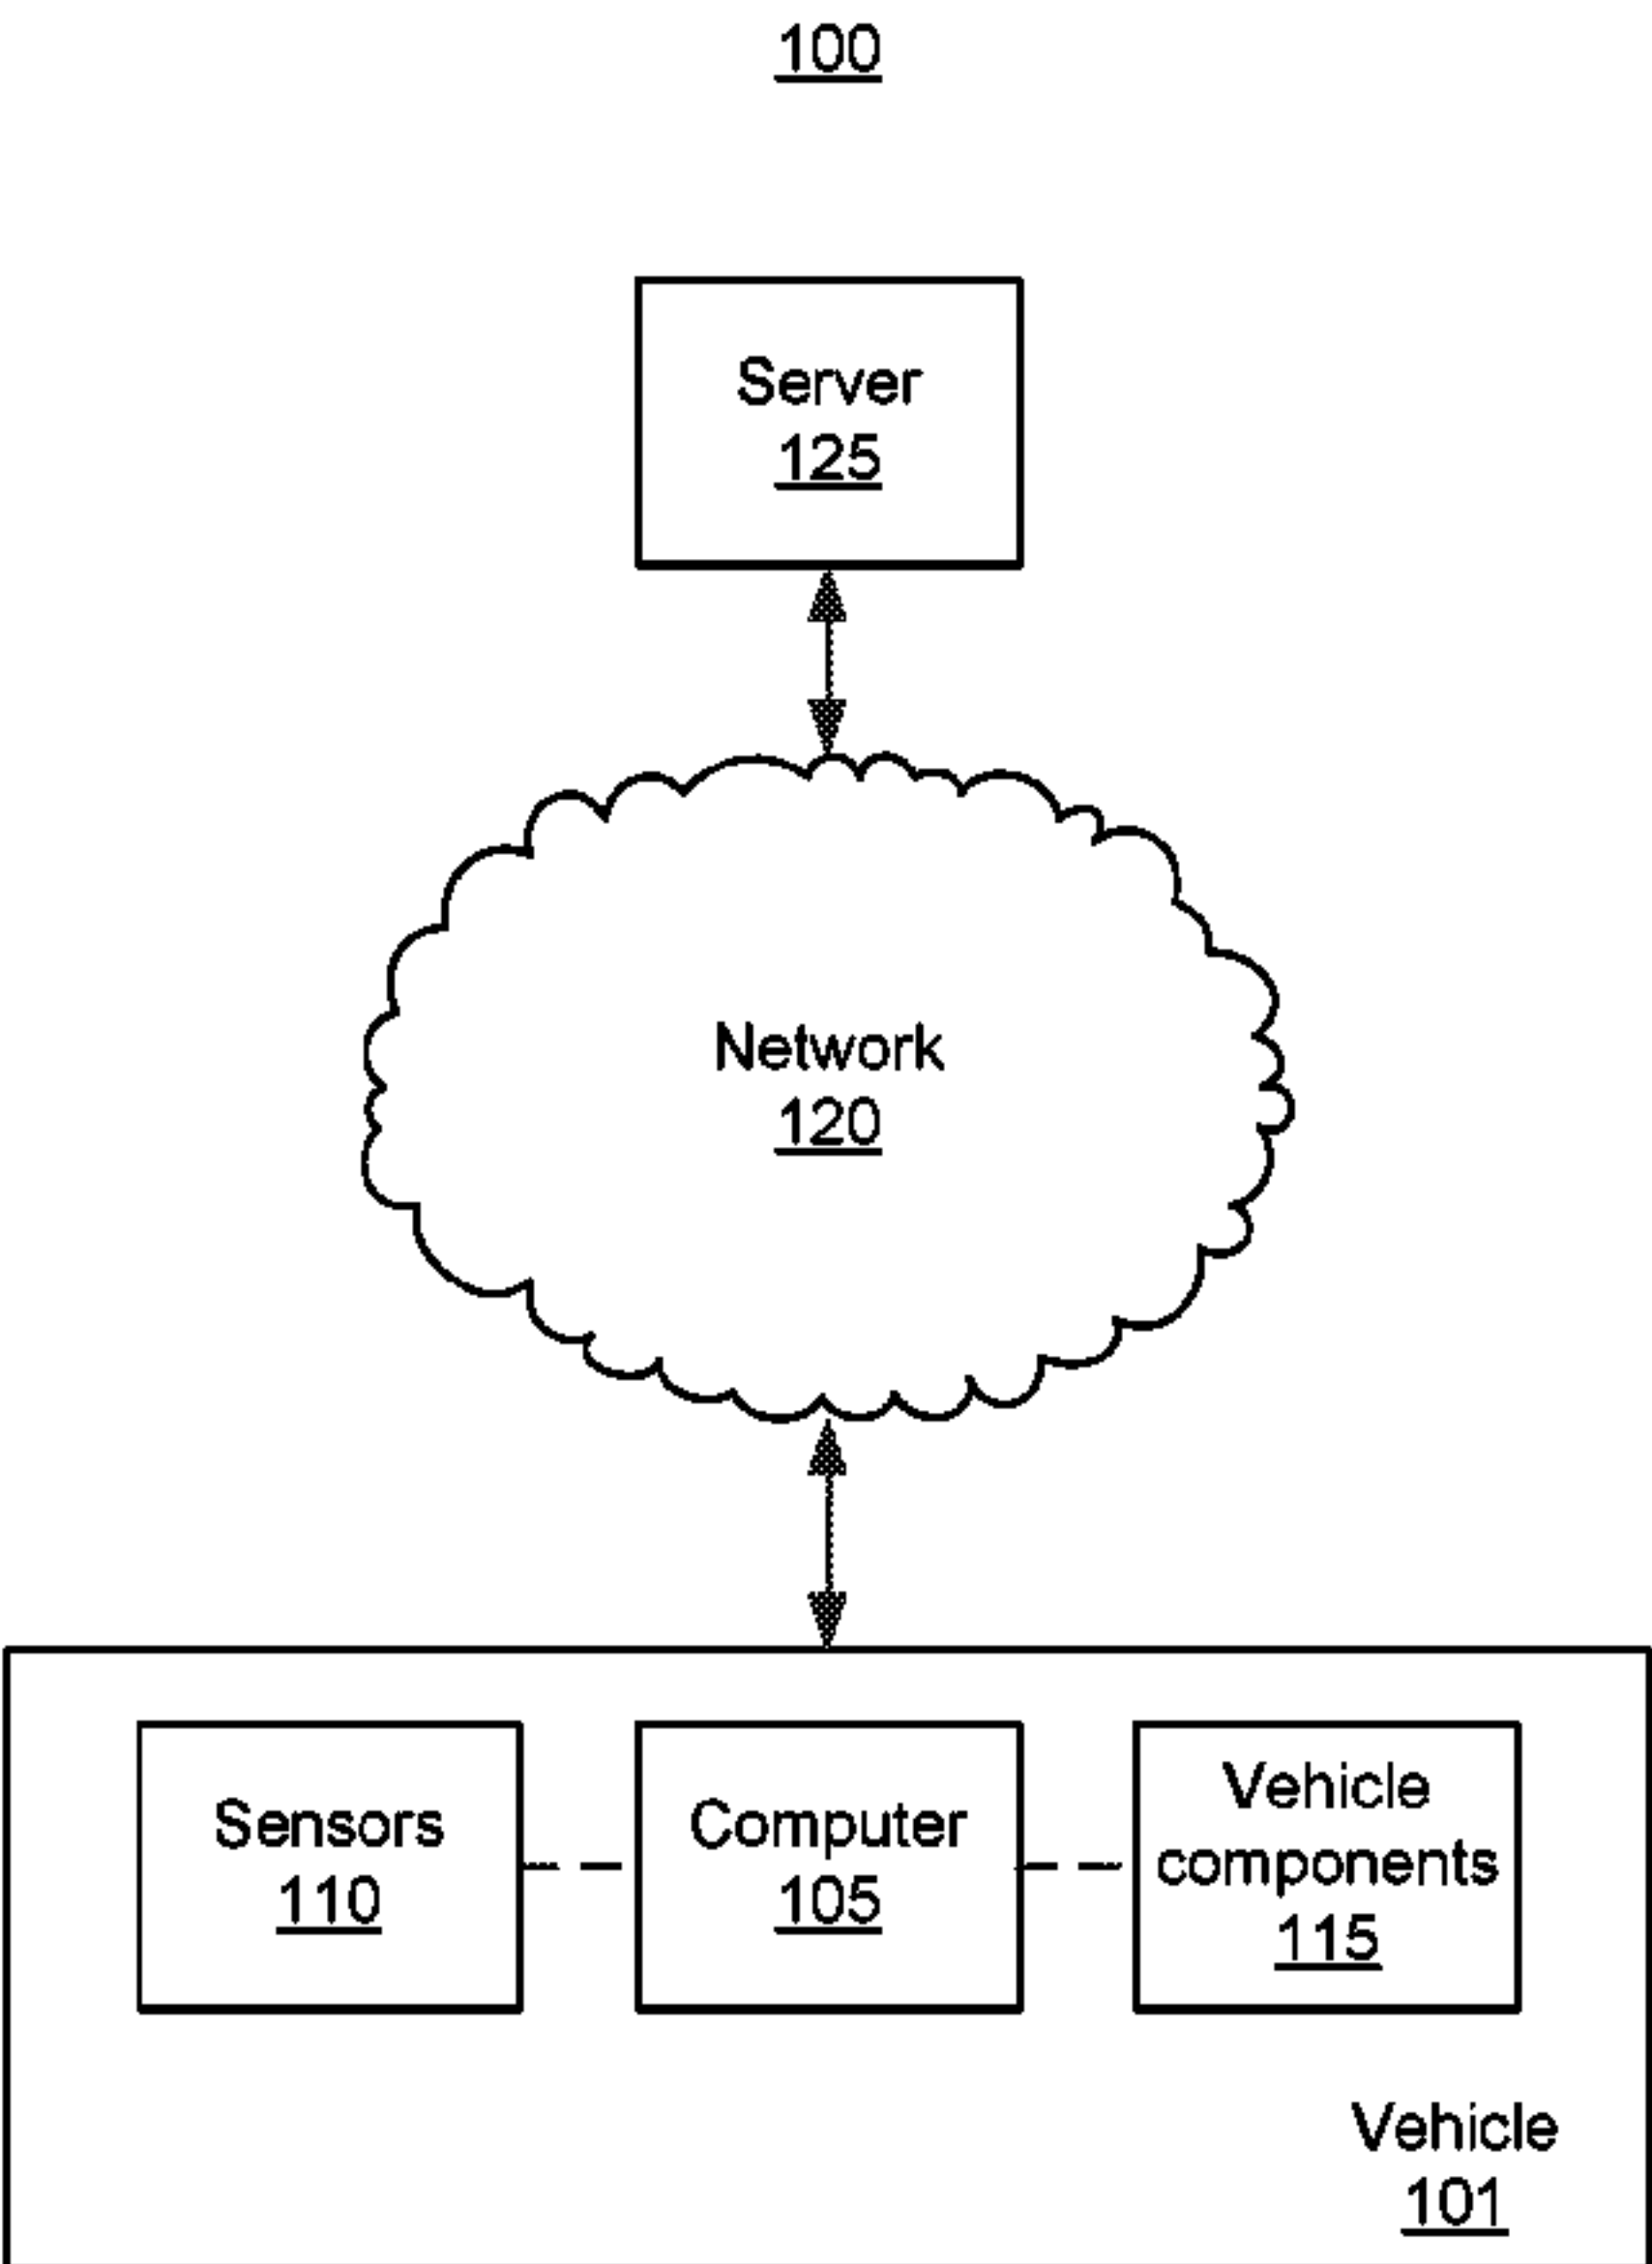 100
Server
125
Network
120
Sensors
110
Computer
105
Vehicle
components
115
Vehicle
101